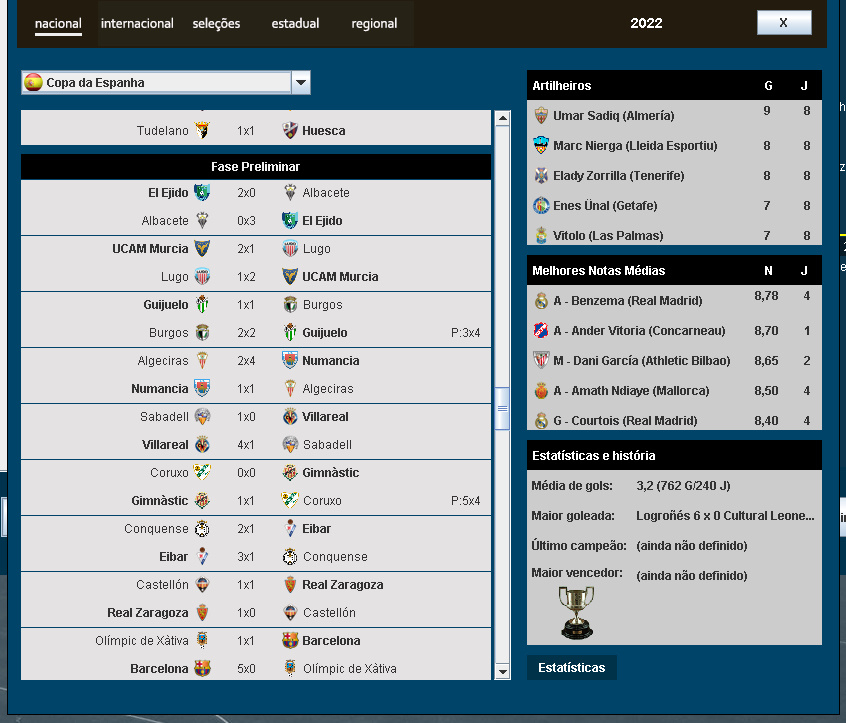 nacional internacional seleções estadual regional 2022 X
Copa da Espanha
Tudelano 1x1 Huesca
Fase Preliminar
El Ejido 2x0 Albacete
Albacete 0x3 El Ejido
UCAM Murcia 2x1 Lugo
Lugo 1x2 UCAM Murcia
Guijuelo 1x1 Burgos
Burgos 2x2 Guijuelo P:3x4
Algeciras 2x4 Numancia
Numancia 1x1 Algeciras
Sabadell 1x0 Villareal
Villareal 4x1 Sabadell
Coruxo 0x0 Gimnàstic
Gimnàstic 1x1 Coruxo P:5x4
Conquense 2x1 Eibar
Eibar 3x1 Conquense
Castellón 1x1 Real Zaragoza
Real Zaragoza 1x0 Castellón
Olímpic de Xàtiva 1x1 Barcelona
Barcelona 5x0 Olímpic de Xàtiva
Artilheiros G J
Umar Sadiq (Almería) 9 8
Marc Nierga (Lleida Esportiu) 8 8
Elady Zorrilla (Tenerife) 8 8
Enes Ünal (Getafe) 7 8
Vitolo (Las Palmas) 7 8
Melhores Notas Médias N J
A - Benzema (Real Madrid) 8,78 4
A - Ander Vitoria (Concarneau) 8,70 1
M - Dani García (Athletic Bilbao) 8,65 2
A - Amath Ndiaye (Mallorca) 8,50 4
G - Courtois (Real Madrid) 8,40 4
Estatísticas e história
Média de gols: 3,2 (762 G/240 J)
Maior goleada: Logroñés 6 x 0 Cultural Leone...
Último campeão: (ainda não definido)
Maior vencedor: (ainda não definido)
Estatísticas